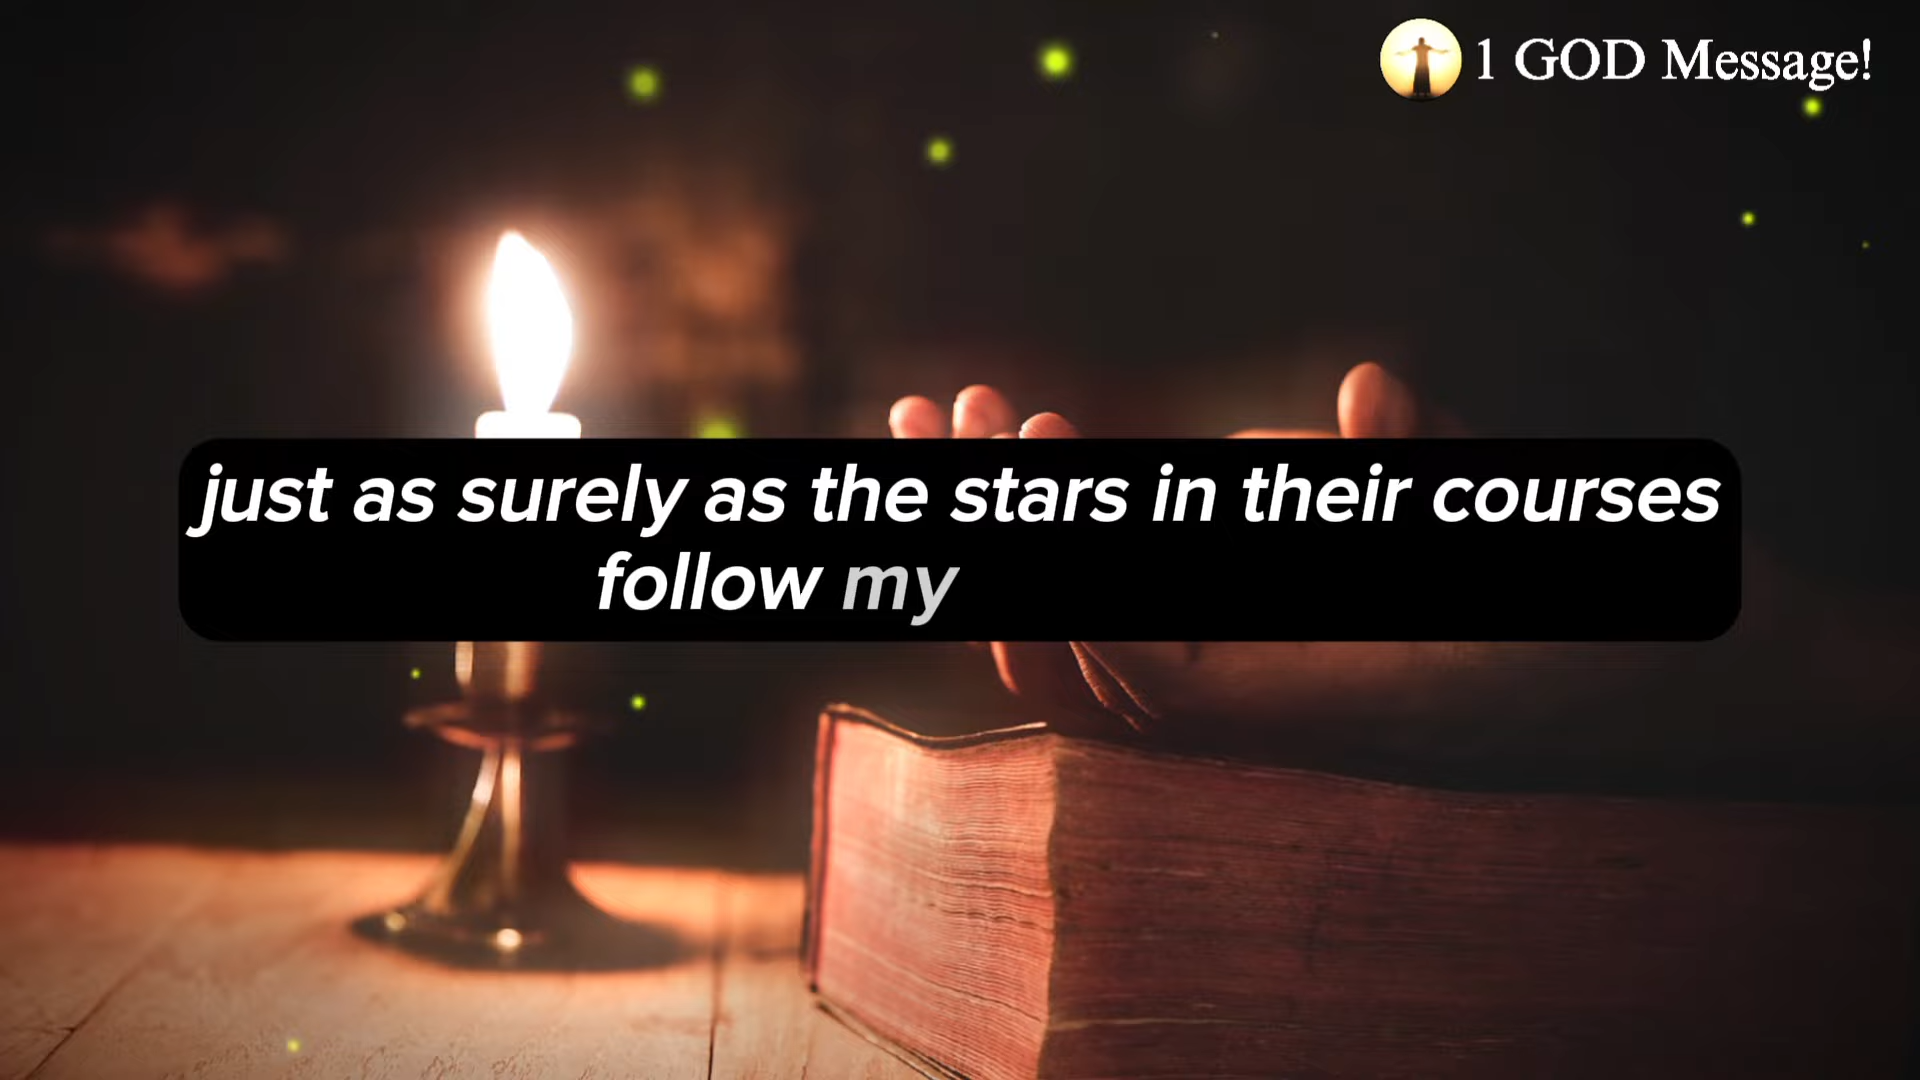 1 GOD Message!
just as surely as the stars in their courses
follow my